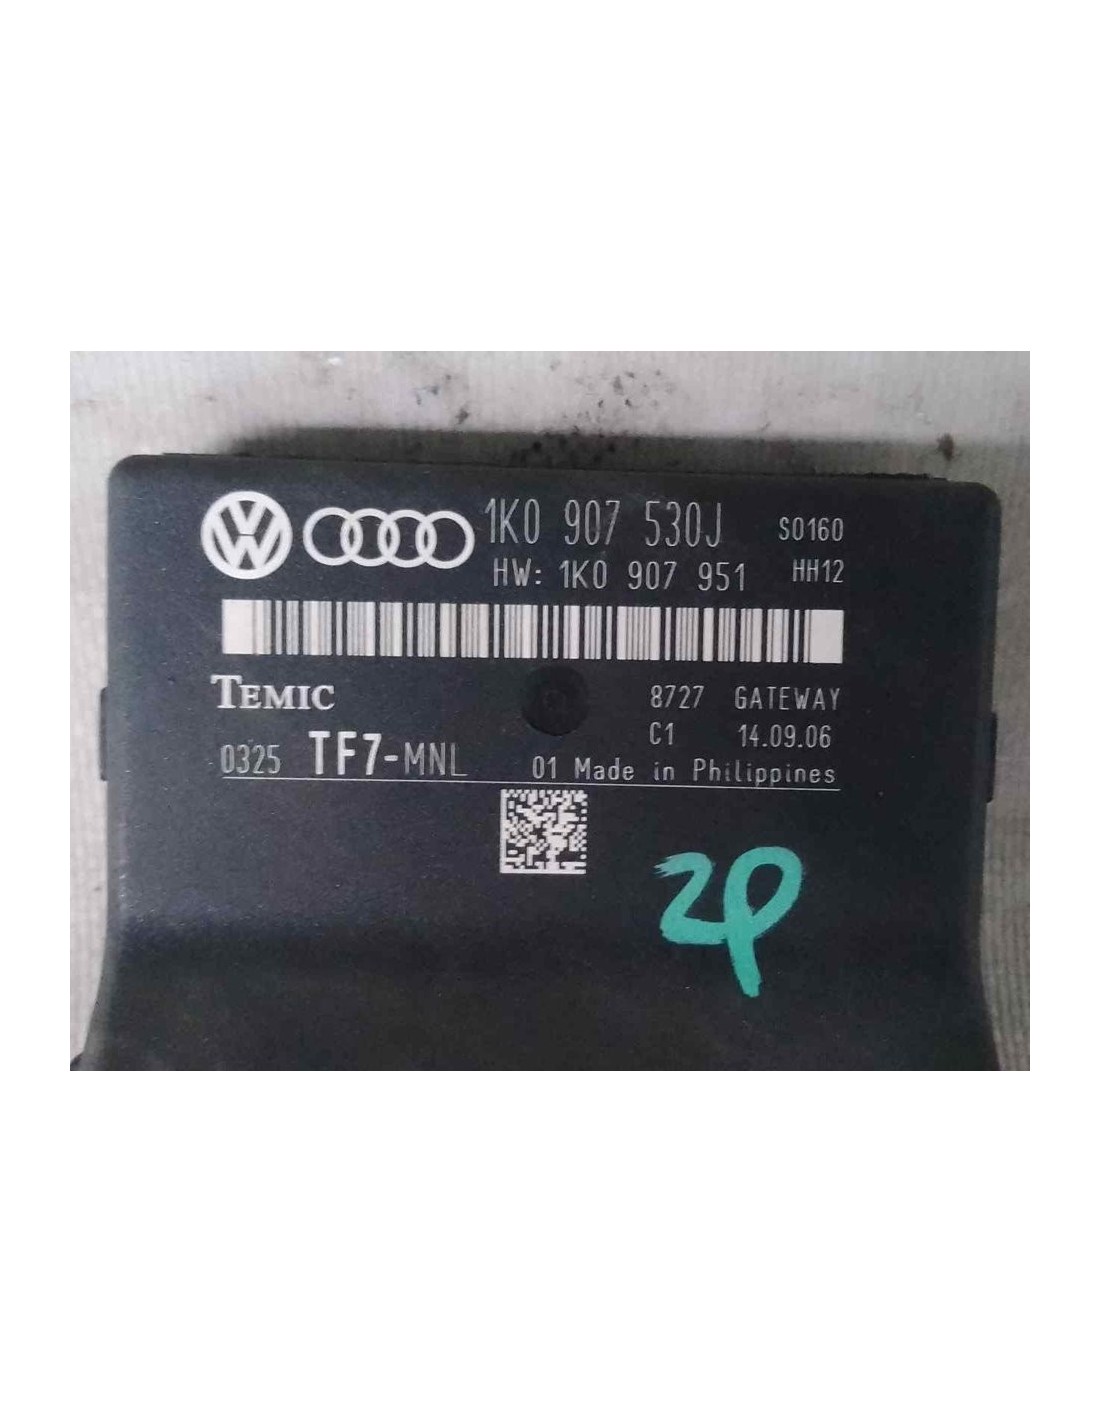 1K0 907 530J S0160
HW: 1K0 907 951 HH12
TEMIC 8727 GATEWAY
C1 14.09.06
0325 TF7-MNL 01 Made in Philippines